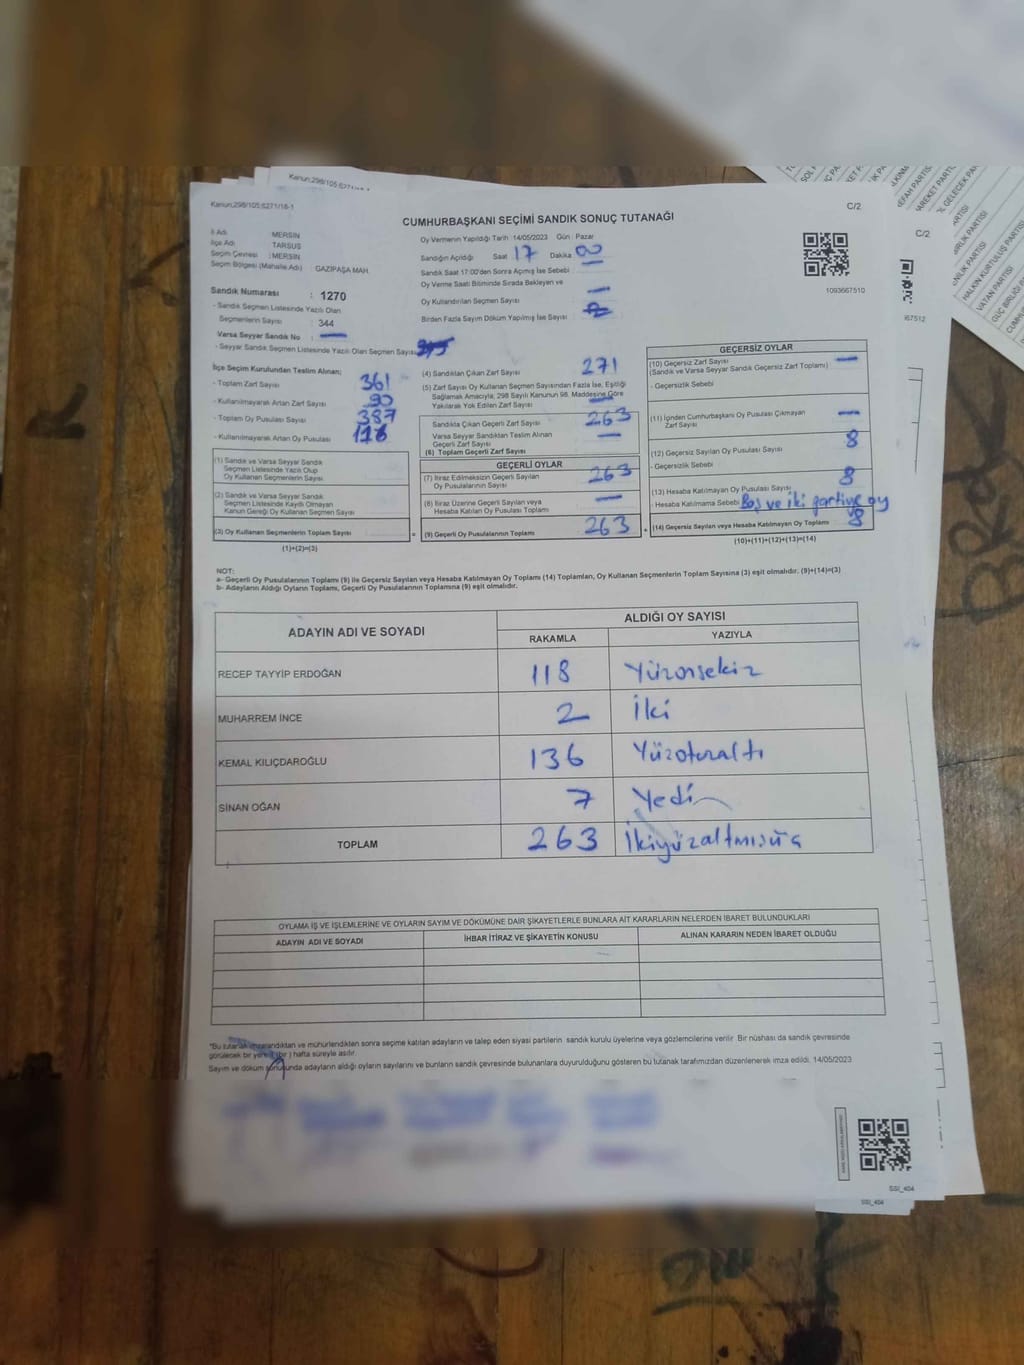 Kanun;298/105;6271/18-1
C/2
CUMHURBAŞKANI SEÇİMİ SANDIK SONUÇ TUTANAĞI
İl Adı : MERSİN
İlçe Adı : TARSUS
Seçim Çevresi : MERSİN
Seçim Bölgesi (Mahalle Adı) : GAZİPAŞA MAH.
Sandık Numarası : 1270
- Sandık Seçmen Listesinde Yazılı Olan
Seçmenlerin Sayısı : 344
Varsa Seyyar Sandık No : —
- Seyyar Sandık Seçmen Listesinde Yazılı Olan Seçmen Sayısı
Oy Vermenin Yapıldığı Tarih :14/05/2023 Gün : Pazar
Sandığın Açıldığı Saat 17 Dakika 00
Sandık Saat 17:00'den Sonra Açılmış İse Sebebi
Oy Verme Saati Bitiminde Sırada Bekleyen ve
Oy Kullandırılan Seçmen Sayısı —
Birden Fazla Sayım Döküm Yapılmış İse Sayısı
1093667510
İlçe Seçim Kurulundan Teslim Alınan;
- Toplam Zarf Sayısı 361
- Kullanılmayarak Artan Zarf Sayısı 90
- Toplam Oy Pusulası Sayısı 387
- Kullanılmayarak Artan Oy Pusulası
(1) Sandık ve Varsa Seyyar Sandık
Seçmen Listesinde Yazılı Olup
Oy Kullanan Seçmenlerin Sayısı
(2) Sandık ve Varsa Seyyar Sandık
Seçmen Listesinde Kaydı Olmayan
Kanun Gereği Oy Kullanan Seçmen Sayısı
(3) Oy Kullanan Seçmenlerin Toplam Sayısı
(1)+(2)=(3)
(4) Sandıktan Çıkan Zarf Sayısı 271
(5) Zarf Sayısı Oy Kullanan Seçmen Sayısından Fazla İse, Eşitliği
Sağlamak Amacıyla, 298 Sayılı Kanunun 98. Maddesine Göre
Yakılarak Yok Edilen Zarf Sayısı —
Sandıkta Çıkan Geçerli Zarf Sayısı 263
Varsa Seyyar Sandıktan Teslim Alınan
Geçerli Zarf Sayısı —
(6) Toplam Geçerli Zarf Sayısı
GEÇERLİ OYLAR
(7) İtiraz Edilmeksizin Geçerli Sayılan
Oy Pusulalarının Sayısı 263
(8) İtiraz Üzerine Geçerli Sayılan veya
Hesaba Katılan Oy Pusulası Toplamı —
(9) Geçerli Oy Pusulalarının Toplamı 263
GEÇERSİZ OYLAR
(10) Geçersiz Zarf Sayısı —
(Sandık ve Varsa Seyyar Sandık Geçersiz Zarf Toplamı)
- Geçersizlik Sebebi
(11) İçinden Cumhurbaşkanı Oy Pusulası Çıkmayan
Zarf Sayısı —
(12) Geçersiz Sayılan Oy Pusulası Sayısı 8
- Geçersizlik Sebebi
(13) Hesaba Katılmayan Oy Pusulası Sayısı 8
- Hesaba Katılmama Sebebi Boş ve iki partiye oy
(14) Geçersiz Sayılan veya Hesaba Katılmayan Oy Toplamı 8
(10)+(11)+(12)+(13)=(14)
NOT:
a- Geçerli Oy Pusulalarının Toplamı (9) ile Geçersiz Sayılan veya Hesaba Katılmayan Oy Toplamı (14) Toplamları, Oy Kullanan Seçmenlerin Toplam Sayısına (3) eşit olmalıdır. (9)+(14)=(3)
b- Adayların Aldığı Oyların Toplamı, Geçerli Oy Pusulalarının Toplamına (9) eşit olmalıdır.
ADAYIN ADI VE SOYADI
ALDIĞI OY SAYISI
RAKAMLA YAZIYLA
RECEP TAYYİP ERDOĞAN 118 Yüzonsekiz
MUHARREM İNCE 2 İki
KEMAL KILIÇDAROĞLU 136 Yüzotuzaltı
SİNAN OĞAN 7 Yedi
TOPLAM 263 İkiyüzaltmışüç
OYLAMA İŞ VE İŞLEMLERİNE VE OYLARIN SAYIM VE DÖKÜMÜNE DAİR ŞİKAYETLERLE BUNLARA AİT KARARLARIN NELERDEN İBARET BULUNDUKLARI
ADAYIN ADI VE SOYADI
İHBAR İTİRAZ VE ŞİKAYETİN KONUSU
ALINAN KARARIN NEDEN İBARET OLDUĞU
*Bu tutanak imzalandıktan ve mühürlendikten sonra seçime katılan adayların ve talep eden siyasi partilerin sandık kurulu üyelerine veya gözlemcilerine verilir. Bir nüshası da sandık çevresinde
görülecek bir yere 1 (bir) hafta süreyle asılır.
Sayım ve döküm sonucunda adayların aldığı oyların sayılarını ve bunların sandık çevresinde bulunanlara duyurulduğunu gösteren bu tutanak tarafımızdan düzenlenerek imza edildi. 14/05/2023
SSI_404
SSI_404
C/2
67512
HALKIN KURTULUŞ PARTİSİ
VATAN PARTİSİ
GELECEK PARTİSİ